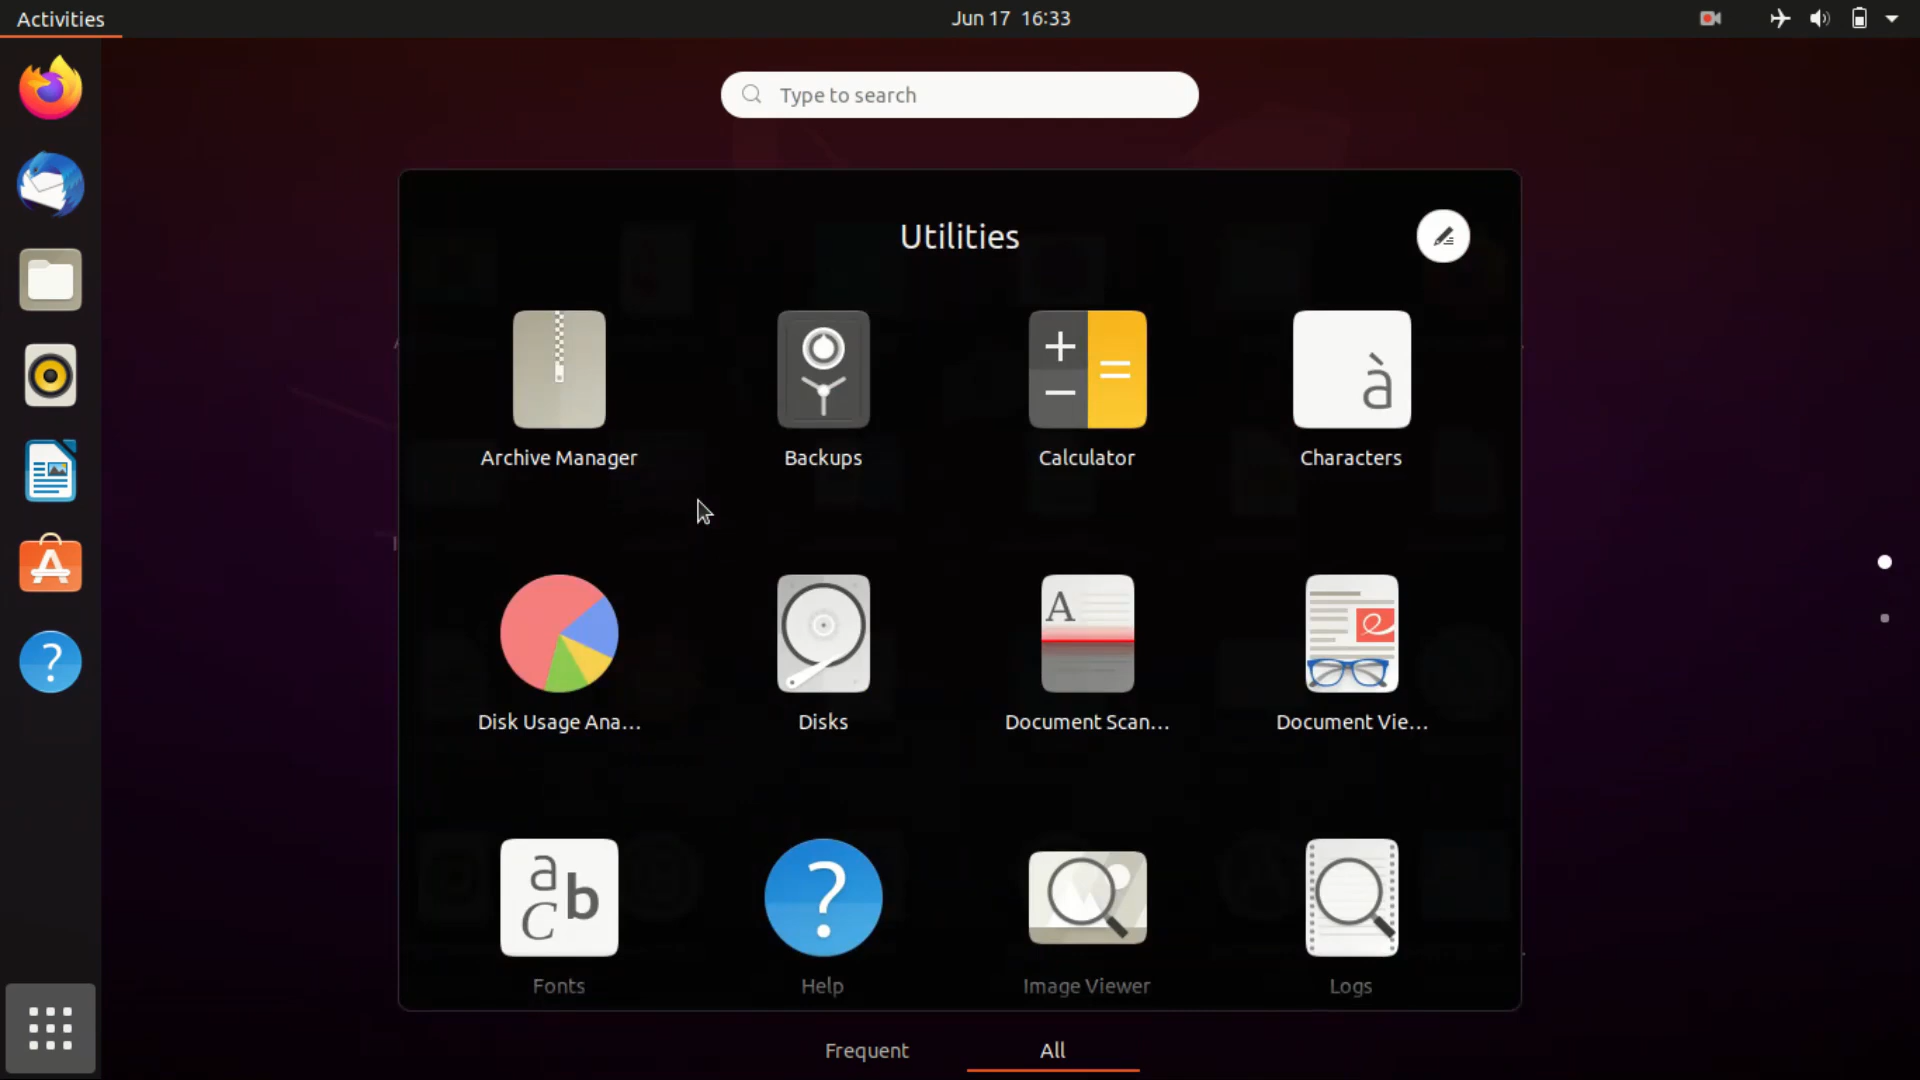 Activities
Jun 17 16:33
Type to search
Utilities
Archive Manager
Backups
Calculator
Characters
Disk Usage Ana...
Disks
Document Scan...
Document Vie...
Fonts
Help
Image Viewer
Logs
Frequent
All